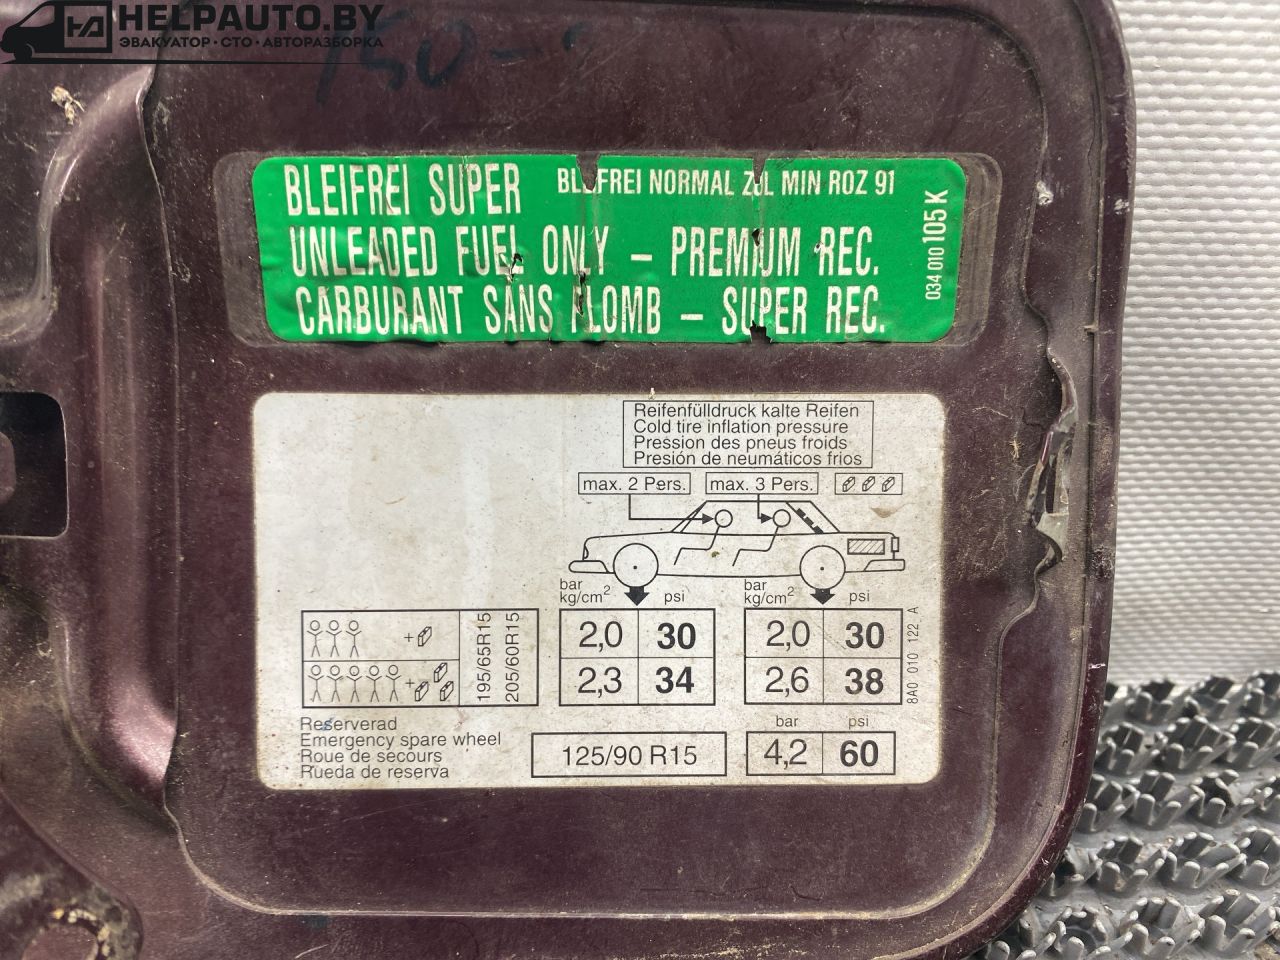 HELPAUTO.BY
ЭВАКУАТОР • СТО • АВТОРАЗБОРКА
BLEIFREI SUPER
BLEIFREI NORMAL ZUL MIN ROZ 91
UNLEADED FUEL ONLY – PREMIUM REC.
CARBURANT SANS PLOMB – SUPER REC.
034 010 105 K
Reifenfülldruck kalte Reifen
Cold tire inflation pressure
Pression des pneus froids
Presión de neumáticos frios
max. 2 Pers. max. 3 Pers.
bar psi bar psi
kg/cm² kg/cm²
195/65R15
205/60R15
2,0 30 2,0 30
2,3 34 2,6 38
8A0 010 122 A
Reserverad
Emergency spare wheel
Roue de secours
Rueda de reserva
125/90 R15
bar psi
4,2 60